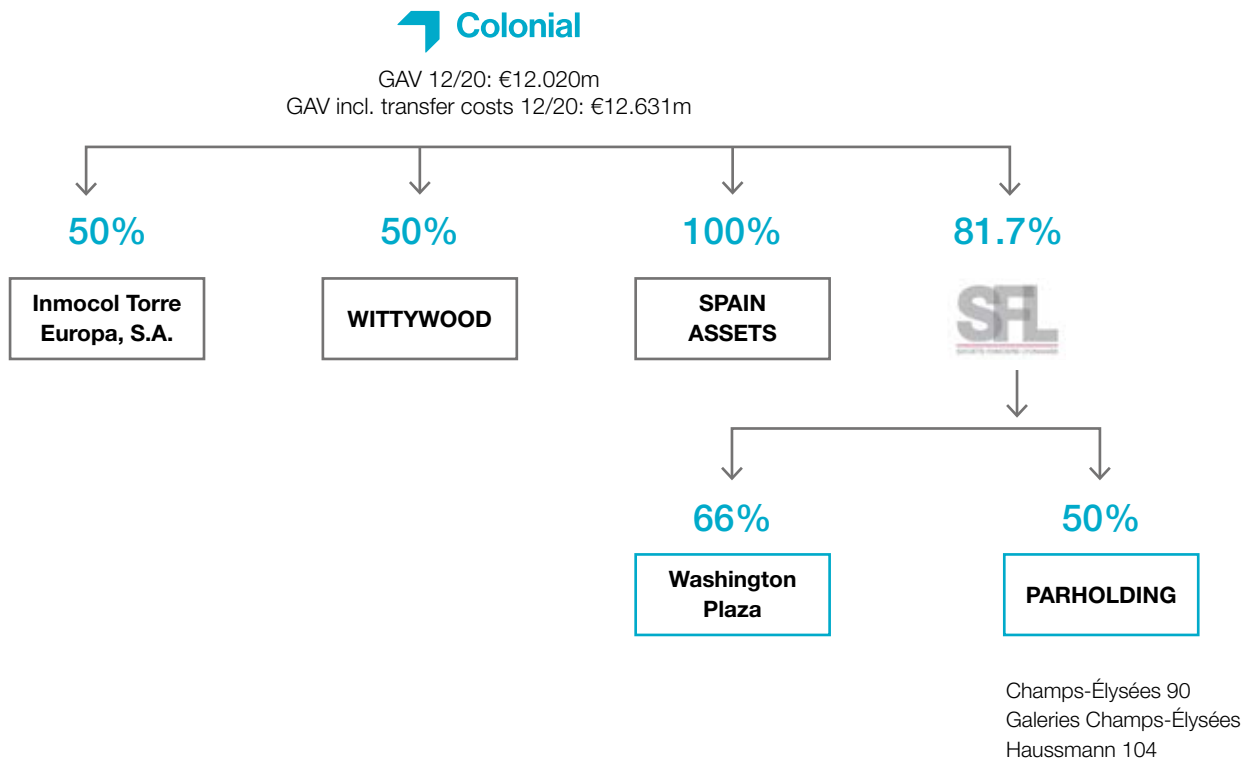 Colonial
GAV 12/20: €12.020m
GAV incl. transfer costs 12/20: €12.631m
50%
50%
100%
81.7%
Inmocol Torre
Europa, S.A.
WITTYWOOD
SPAIN
ASSETS
SFL
66%
50%
Washington
Plaza
PARHOLDING
Champs-Élysées 90
Galeries Champs-Élysées
Haussmann 104